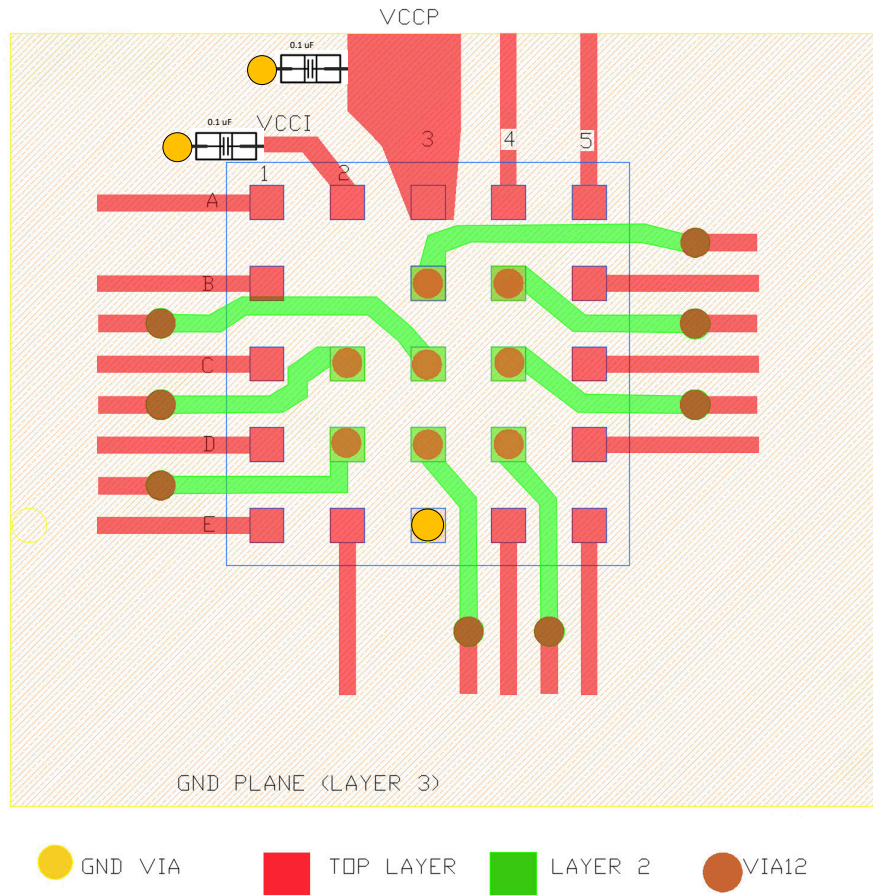 VCCP
0.1 uF
0.1 uF
VCCI
3
4
5
1
2
A
B
C
D
E
GND PLANE (LAYER 3)
GND VIA
TOP LAYER
LAYER 2
VIA12